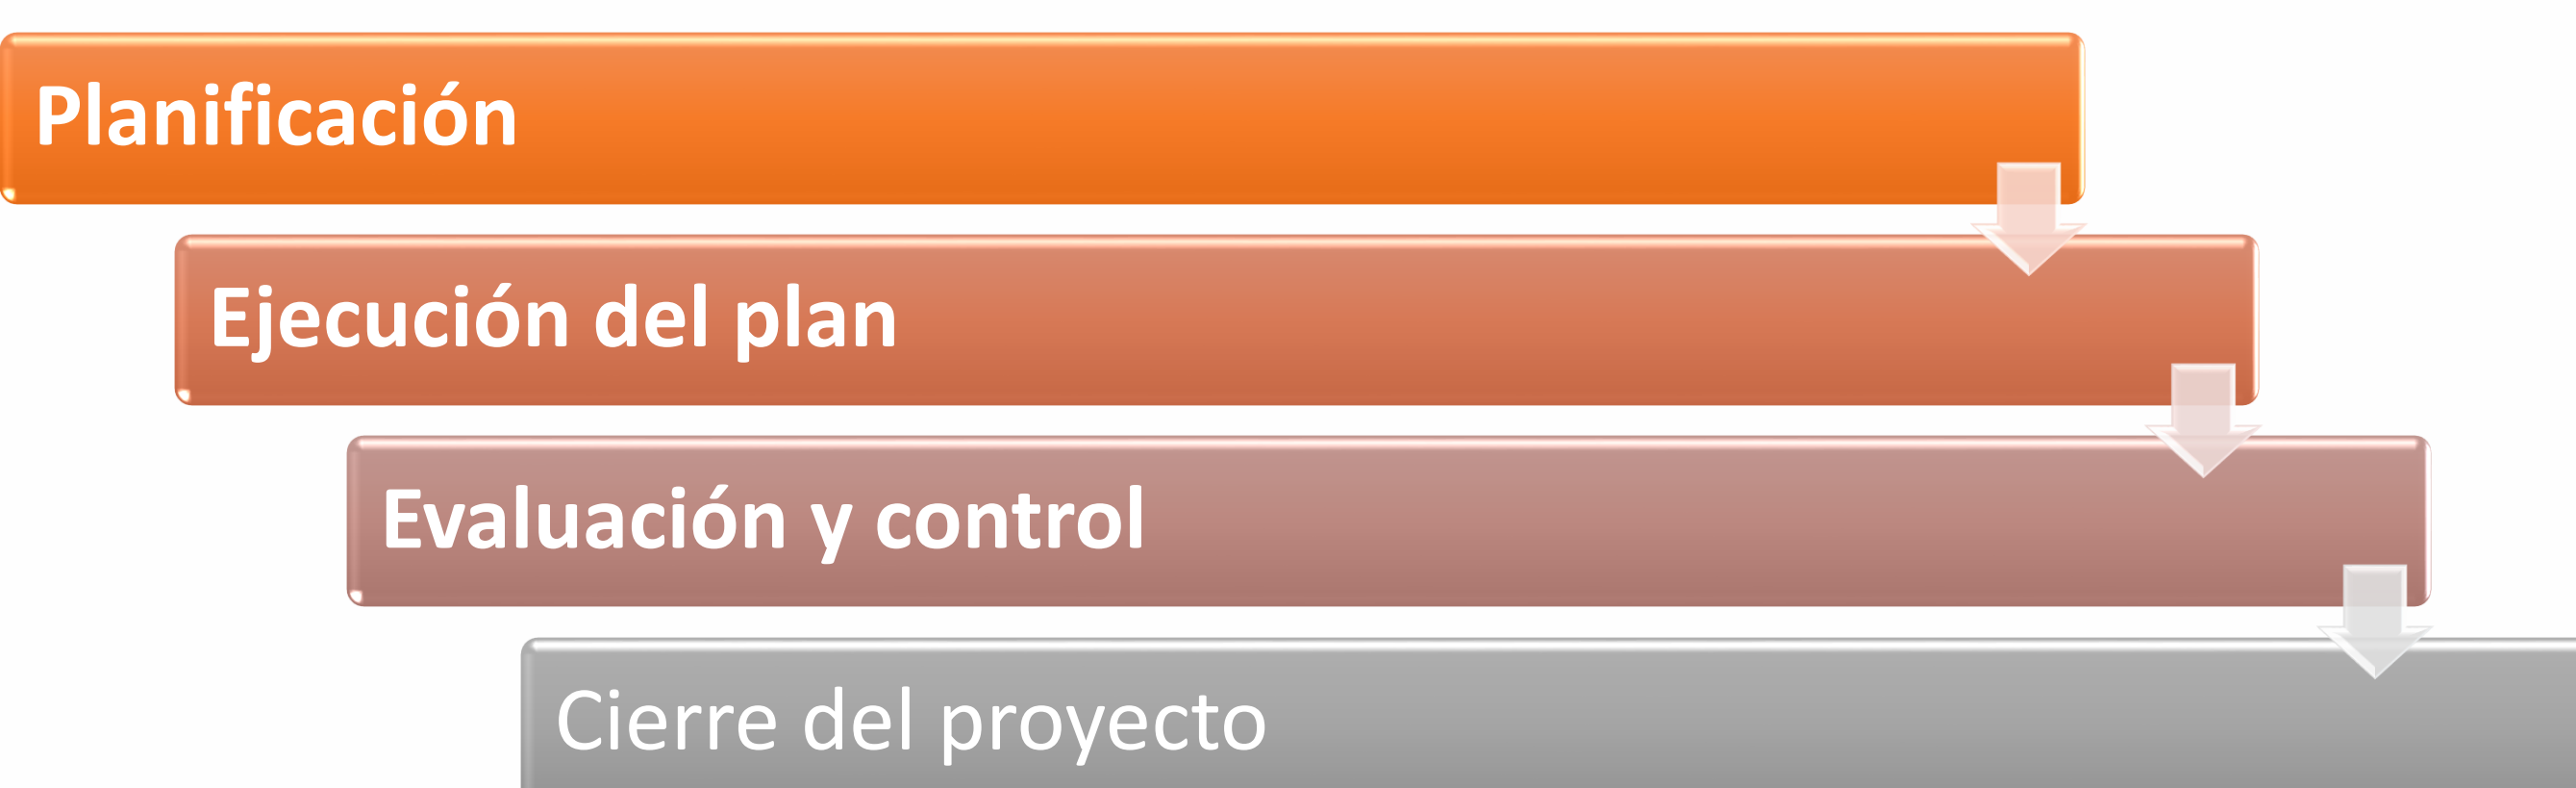 Planificación
Ejecución del plan
Evaluación y control
Cierre del proyecto